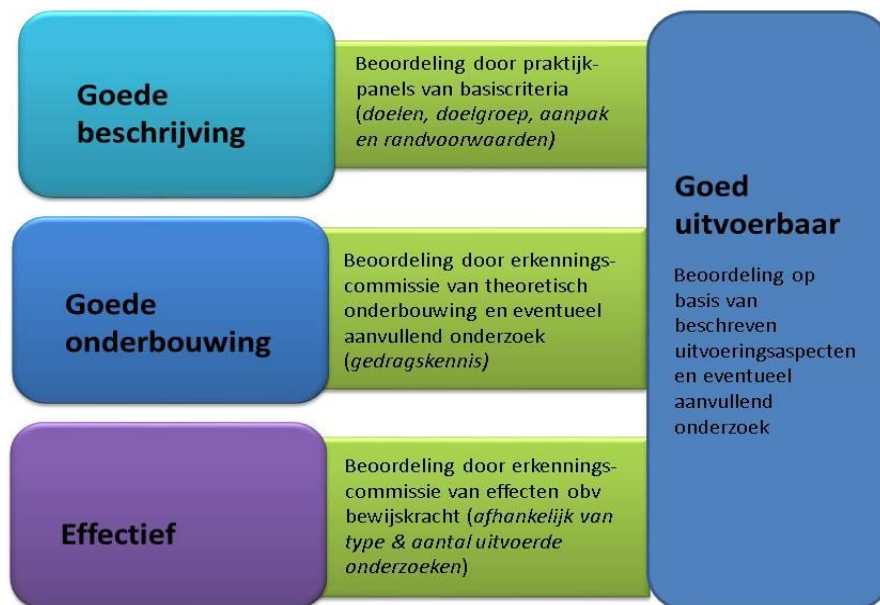 Goede
beschrijving
Beoordeling door praktijk-
panels van basiscriteria
(doelen, doelgroep, aanpak
en randvoorwaarden)
Goede
onderbouwing
Beoordeling door erkennings-
commissie van theoretisch
onderbouwing en eventueel
aanvullend onderzoek
(gedragskennis)
Effectief
Beoordeling door erkennings-
commissie van effecten obv
bewijskracht (afhankelijk van
type & aantal uitvoerde
onderzoeken)
Goed
uitvoerbaar
Beoordeling op
basis van
beschreven
uitvoeringsaspecten
en eventueel
aanvullend
onderzoek